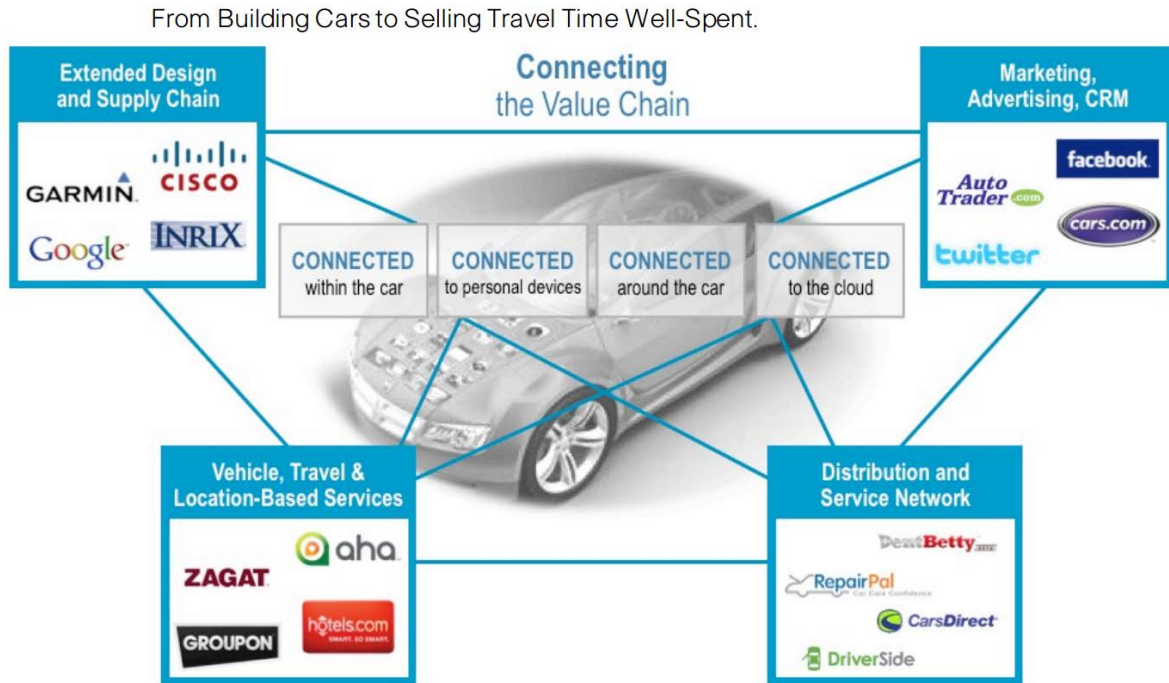 From Building Cars to Selling Travel Time Well-Spent.
Connecting
the Value Chain
Extended Design
and Supply Chain
GARMIN.
CISCO
Google
INRIX
Marketing,
Advertising, CRM
facebook.
Auto
Trader.com
cars.com
twitter
CONNECTED
within the car
CONNECTED
to personal devices
CONNECTED
around the car
CONNECTED
to the cloud
Vehicle, Travel &
Location-Based Services
aha
ZAGAT
GROUPON
hotels.com
SMART. SO SMART.
Distribution and
Service Network
DentBetty
RepairPal
Car Care Confidence
CarsDirect
DriverSide